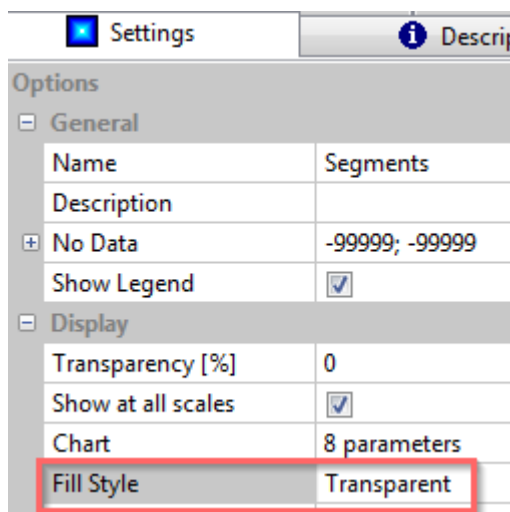 Settings Descrip
Options
General
Name Segments
Description
No Data -99999; -99999
Show Legend
Display
Transparency [%] 0
Show at all scales
Chart 8 parameters
Fill Style Transparent